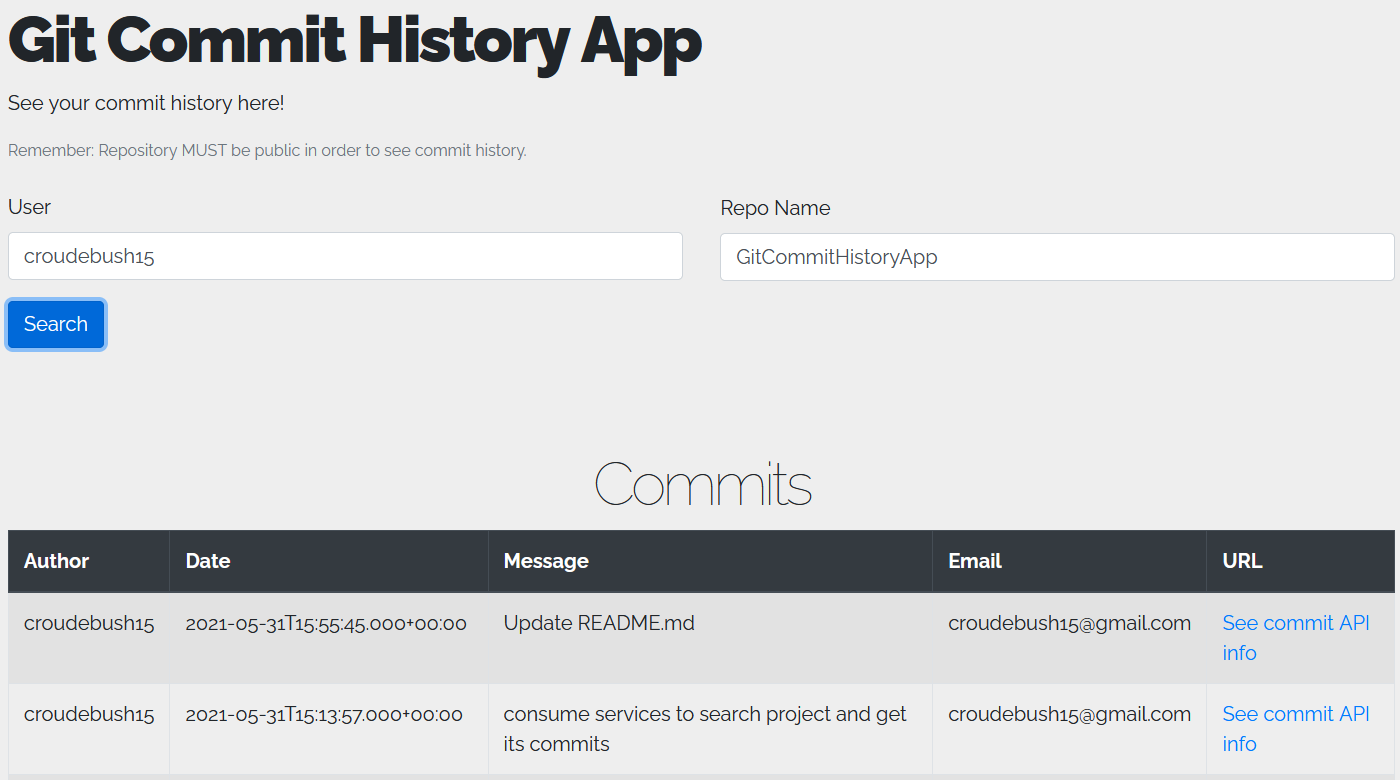 Git Commit History App
See your commit history here!
Remember: Repository MUST be public in order to see commit history.
User
Repo Name
croudebush15
GitCommitHistoryApp
Search
Commits
Author Date Message Email URL
croudebush15 2021-05-31T15:55:45.000+00:00 Update README.md croudebush15@gmail.com See commit API
info
croudebush15 2021-05-31T15:13:57.000+00:00 consume services to search project and get croudebush15@gmail.com See commit API
its commits info